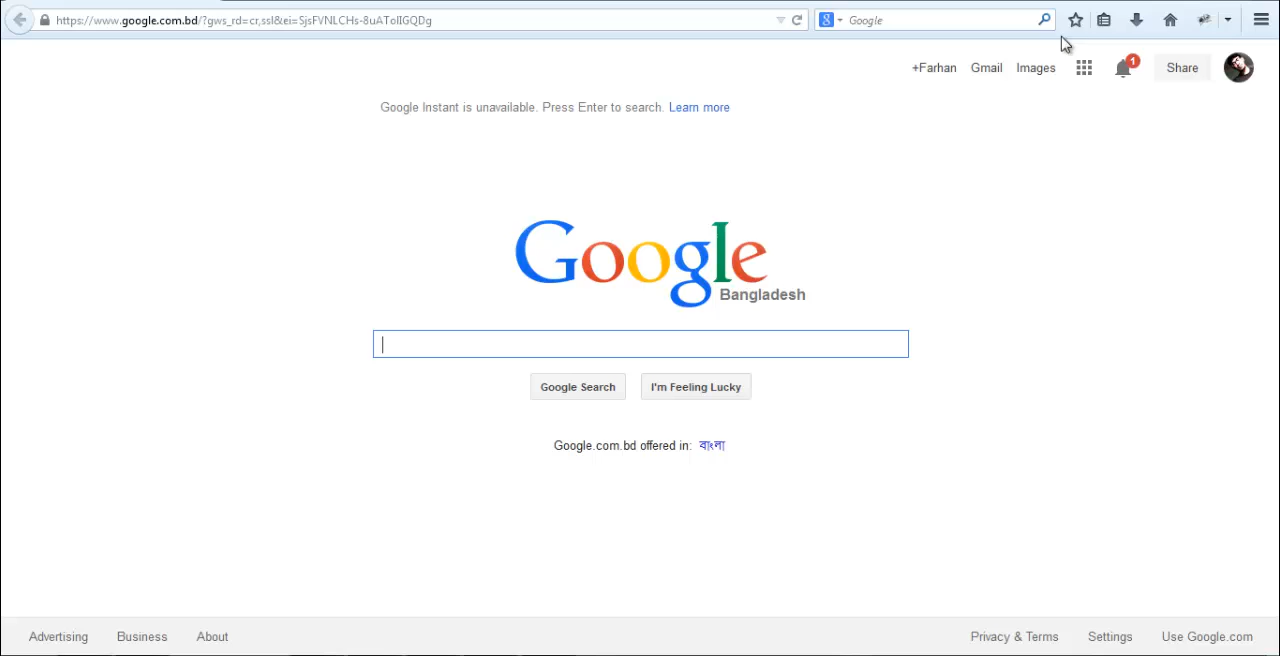 https://www.google.com.bd/?gws_rd=cr,ssl&ei=5jsFVNLCHs-8uATolIGQDg
8 Google
+Farhan Gmail Images 1 Share
Google Instant is unavailable. Press Enter to search. Learn more
Google
Bangladesh
Google Search I'm Feeling Lucky
Google.com.bd offered in: বাংলা
Advertising Business About Privacy & Terms Settings Use Google.com